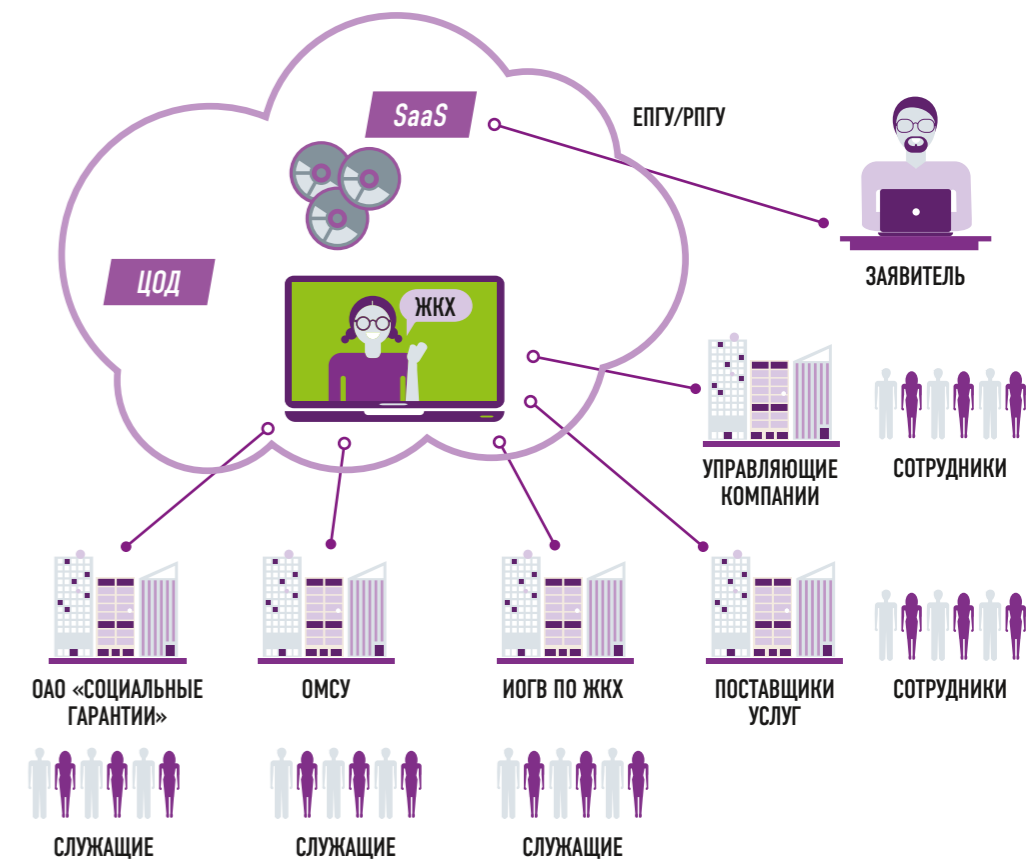 SaaS
ЕПГУ/РПГУ
ЗАЯВИТЕЛЬ
ЦОД
ЖКХ
УПРАВЛЯЮЩИЕ
КОМПАНИИ
СОТРУДНИКИ
ОАО «СОЦИАЛЬНЫЕ
ГАРАНТИИ»
ОМСУ
ИОГВ ПО ЖКХ
ПОСТАВЩИКИ
УСЛУГ
СОТРУДНИКИ
СЛУЖАЩИЕ
СЛУЖАЩИЕ
СЛУЖАЩИЕ